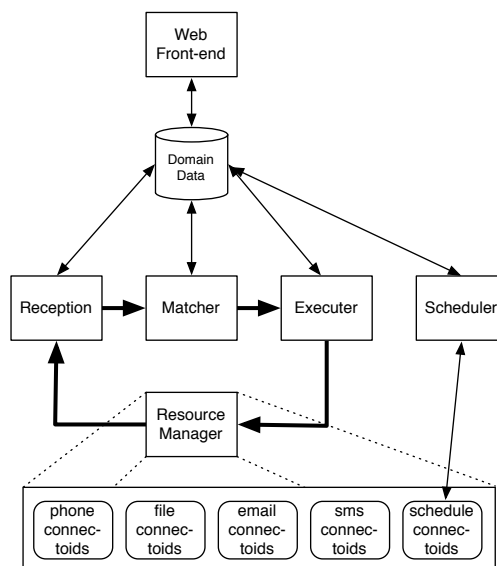 Web
Front-end
Domain
Data
Reception
Matcher
Executer
Scheduler
Resource
Manager
phone
connec-
toids
file
connec-
toids
email
connec-
toids
sms
connec-
toids
schedule
connec-
toids